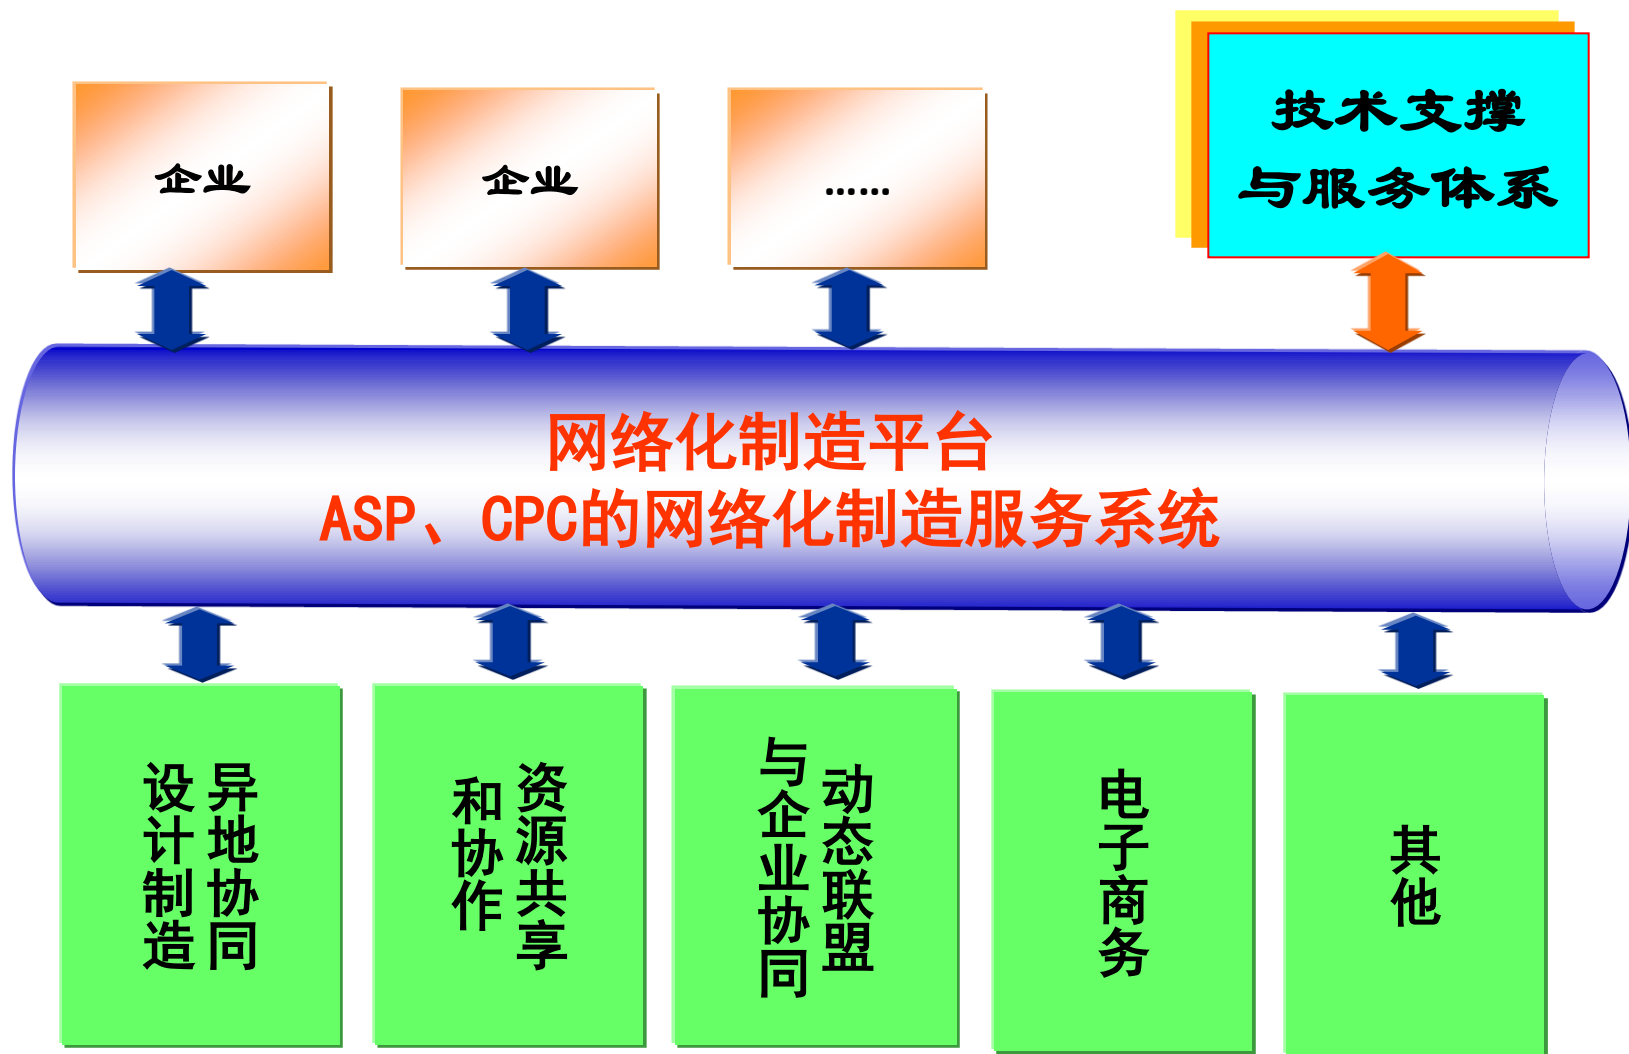 企业
企业
……
技术支撑
与服务体系
网络化制造平台
ASP、CPC的网络化制造服务系统
异地协同
设计制造
资源共享
和协作
动态联盟
与企业协同
电子商务
其他